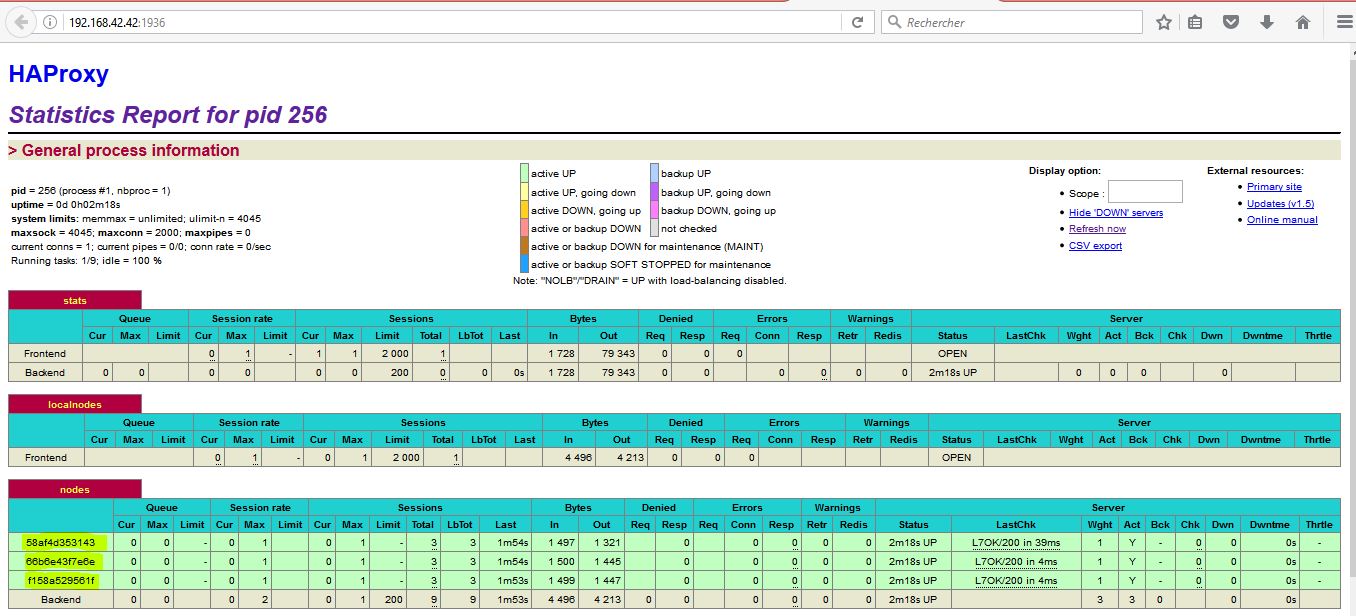 192.168.42.42:1936
Rechercher
HAProxy
Statistics Report for pid 256
> General process information
pid = 256 (process #1, nbproc = 1)
uptime = 0d 0h02m18s
system limits: memmax = unlimited; ulimit-n = 4045
maxsock = 4045; maxconn = 2000; maxpipes = 0
current conns = 1; current pipes = 0/0; conn rate = 0/sec
Running tasks: 1/9; idle = 100 %
active UP
backup UP
active UP, going down
backup UP, going down
active DOWN, going up
backup DOWN, going up
active or backup DOWN
not checked
active or backup DOWN for maintenance (MAINT)
active or backup SOFT STOPPED for maintenance
Note: "NOLB"/"DRAIN" = UP with load-balancing disabled.
Display option:
• Scope :
• Hide 'DOWN' servers
• Refresh now
• CSV export
External resources:
• Primary site
• Updates (v1.5)
• Online manual
stats
Queue Session rate Sessions Bytes Denied Errors Warnings Server
Cur Max Limit Cur Max Limit Cur Max Limit Total LbTot Last In Out Req Resp Req Conn Resp Retr Redis Status LastChk Wght Act Bck Chk Dwn Dwntme Thrtle
Frontend 0 1 - 1 1 2 000 1 1 728 79 343 0 0 0 OPEN
Backend 0 0 0 0 0 0 200 0 0 0s 1 728 79 343 0 0 0 0 0 0 2m18s UP 0 0 0 0
localnodes
Queue Session rate Sessions Bytes Denied Errors Warnings Server
Cur Max Limit Cur Max Limit Cur Max Limit Total LbTot Last In Out Req Resp Req Conn Resp Retr Redis Status LastChk Wght Act Bck Chk Dwn Dwntme Thrtle
Frontend 0 1 - 0 1 2 000 1 4 496 4 213 0 0 0 OPEN
nodes
Queue Session rate Sessions Bytes Denied Errors Warnings Server
Cur Max Limit Cur Max Limit Cur Max Limit Total LbTot Last In Out Req Resp Req Conn Resp Retr Redis Status LastChk Wght Act Bck Chk Dwn Dwntme Thrtle
58af4d353143 0 0 - 0 1 0 1 - 3 3 1m54s 1 497 1 321 0 0 0 0 0 2m18s UP L7OK/200 in 39ms 1 Y - 0 0 0s -
66b6e43f7e6e 0 0 - 0 1 0 1 - 3 3 1m54s 1 500 1 445 0 0 0 0 0 2m18s UP L7OK/200 in 4ms 1 Y - 0 0 0s -
f158a529561f 0 0 - 0 1 0 1 - 3 3 1m53s 1 499 1 447 0 0 0 0 0 2m18s UP L7OK/200 in 4ms 1 Y - 0 0 0s -
Backend 0 0 0 2 0 1 200 9 9 1m53s 4 496 4 213 0 0 0 0 0 0 2m18s UP 3 3 0 0 0s